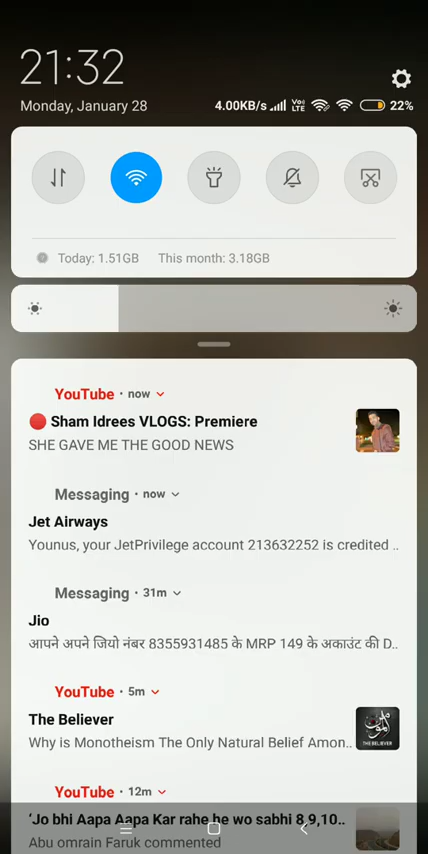 21:32
Monday, January 28
4.00KB/s Vo) LTE 22%
Today: 1.51GB This month: 3.18GB
YouTube · now
Sham Idrees VLOGS: Premiere
SHE GAVE ME THE GOOD NEWS
Messaging · now
Jet Airways
Younus, your JetPrivilege account 213632252 is credited ..
Messaging · 31m
Jio
आपने अपने जियो नंबर 8355931485 के MRP 149 के अकाउंट की D..
YouTube · 5m
The Believer
Why is Monotheism The Only Natural Belief Amon..
THE BELIEVER
YouTube · 12m
‘Jo bhi Aapa Aapa Kar rahe he wo sabhi 8,9,10..
Abu omrain Faruk commented